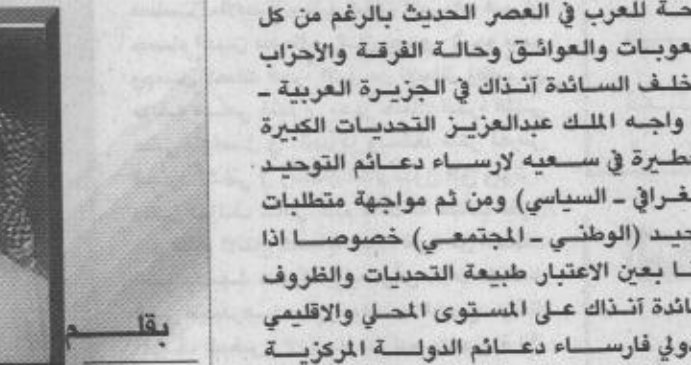 حة للعرب في العصر الحديث بالرغم من كل
عوبات والعوائق وحالة الفرقة والأحزاب
خلف السائدة آنذاك في الجزيرة العربية ـ
واجه الملك عبدالعزيز التحديات الكبيرة
طيرة في سعيه لارساء دعائم التوحيد
غرافي ـ السياسي) ومن ثم مواجهة متطلبات
حيد (الوطني ـ المجتمعي) خصوصا اذا
نا بعين الاعتبار طبيعة التحديات والظروف
ائدة آنذاك على المستوى المحلي والاقليمي
دولي فارساء دعائم الدولة المركزية
بقلم